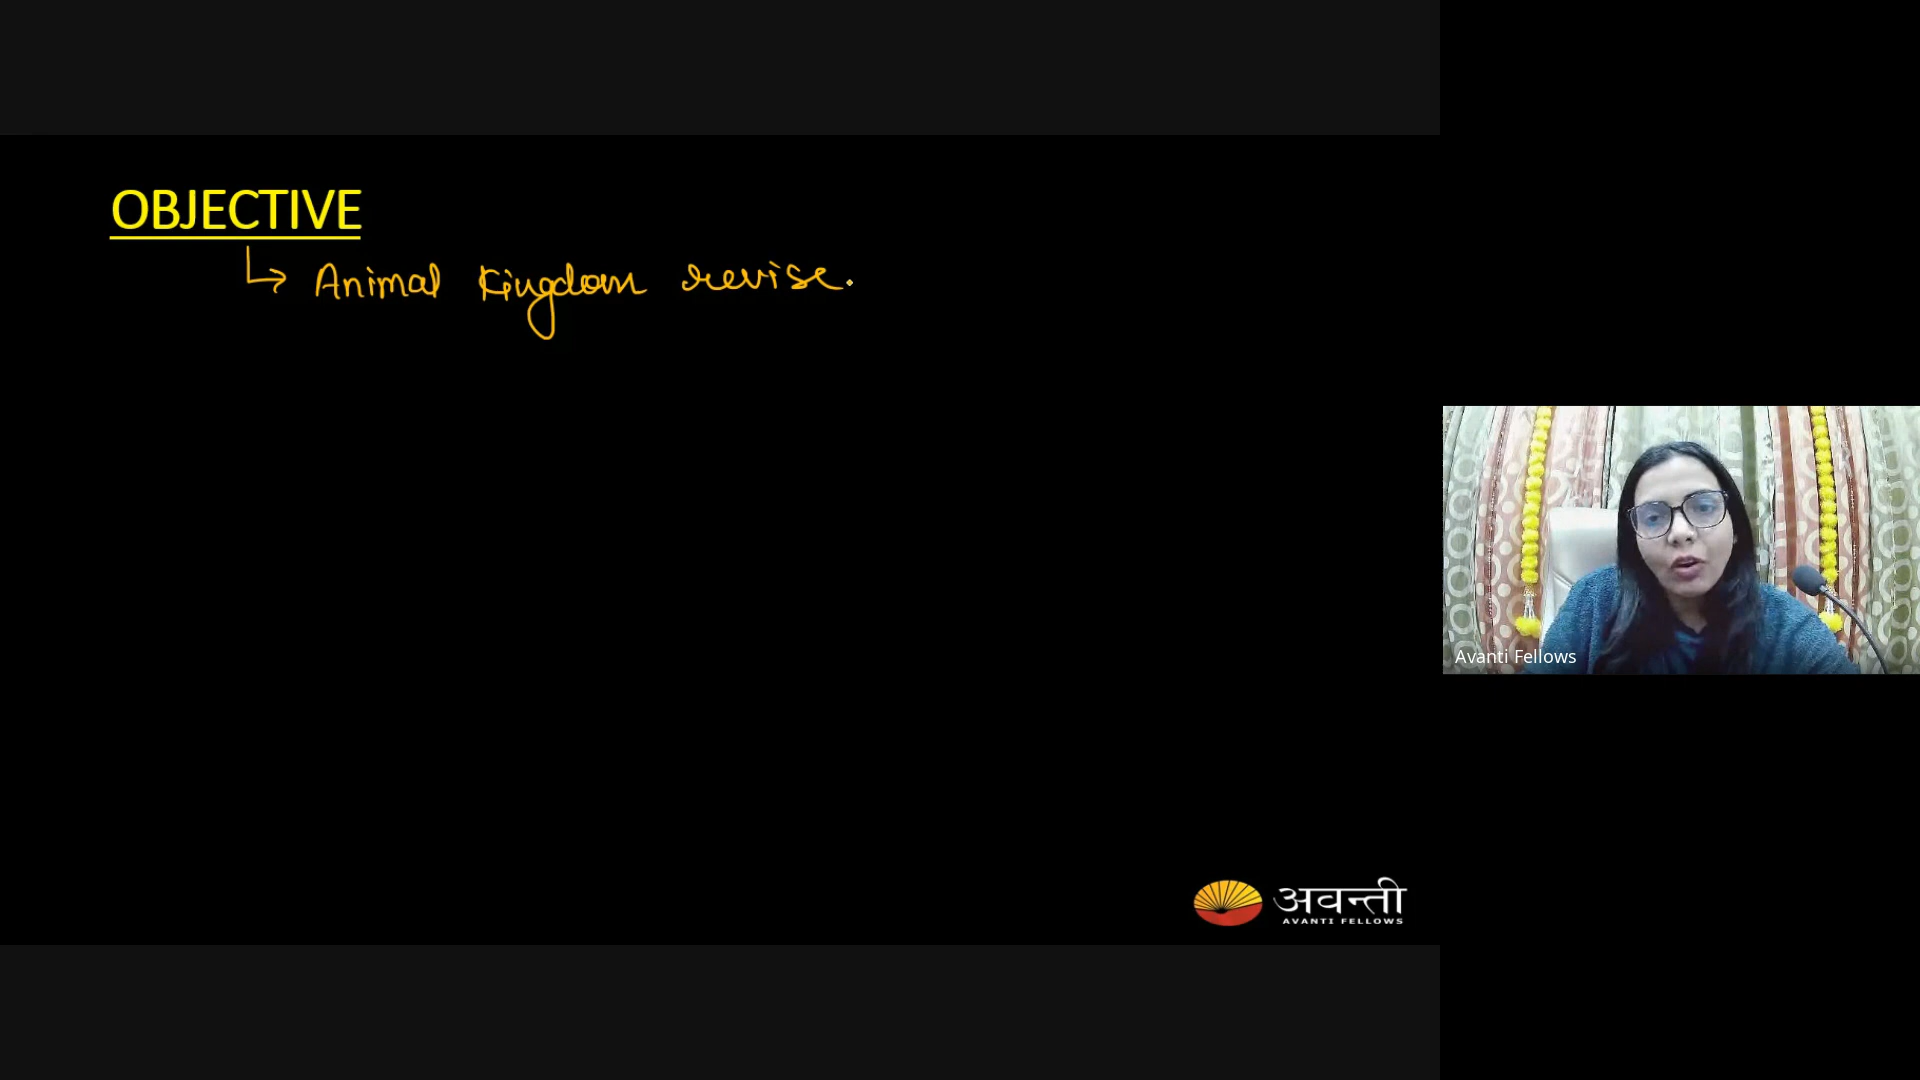 OBJECTIVE
↳ Animal Kingdom revise.
Avanti Fellows
अवन्ती
AVANTI FELLOWS